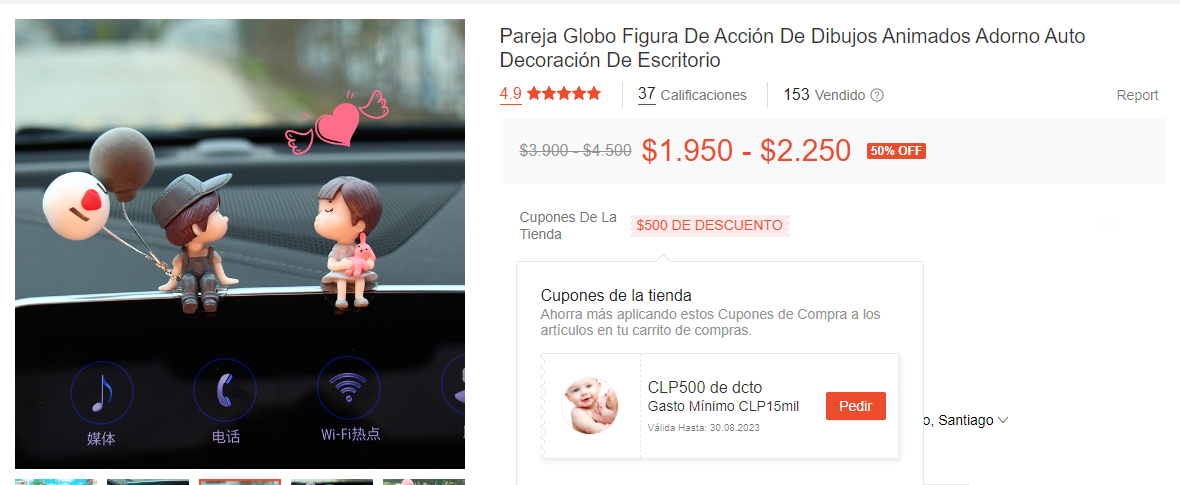 Pareja Globo Figura De Acción De Dibujos Animados Adorno Auto
Decoración De Escritorio
4.9
37 Calificaciones
153 Vendido
Report
$3.900 - $4.500
$1.950 - $2.250
50% OFF
Cupones De La
Tienda
$500 DE DESCUENTO
Cupones de la tienda
Ahorra más aplicando estos Cupones de Compra a los
artículos en tu carrito de compras.
CLP500 de dcto
Gasto Mínimo CLP15mil
Válida Hasta: 30.08.2023
Pedir
o, Santiago
媒体
电话
Wi-Fi热点